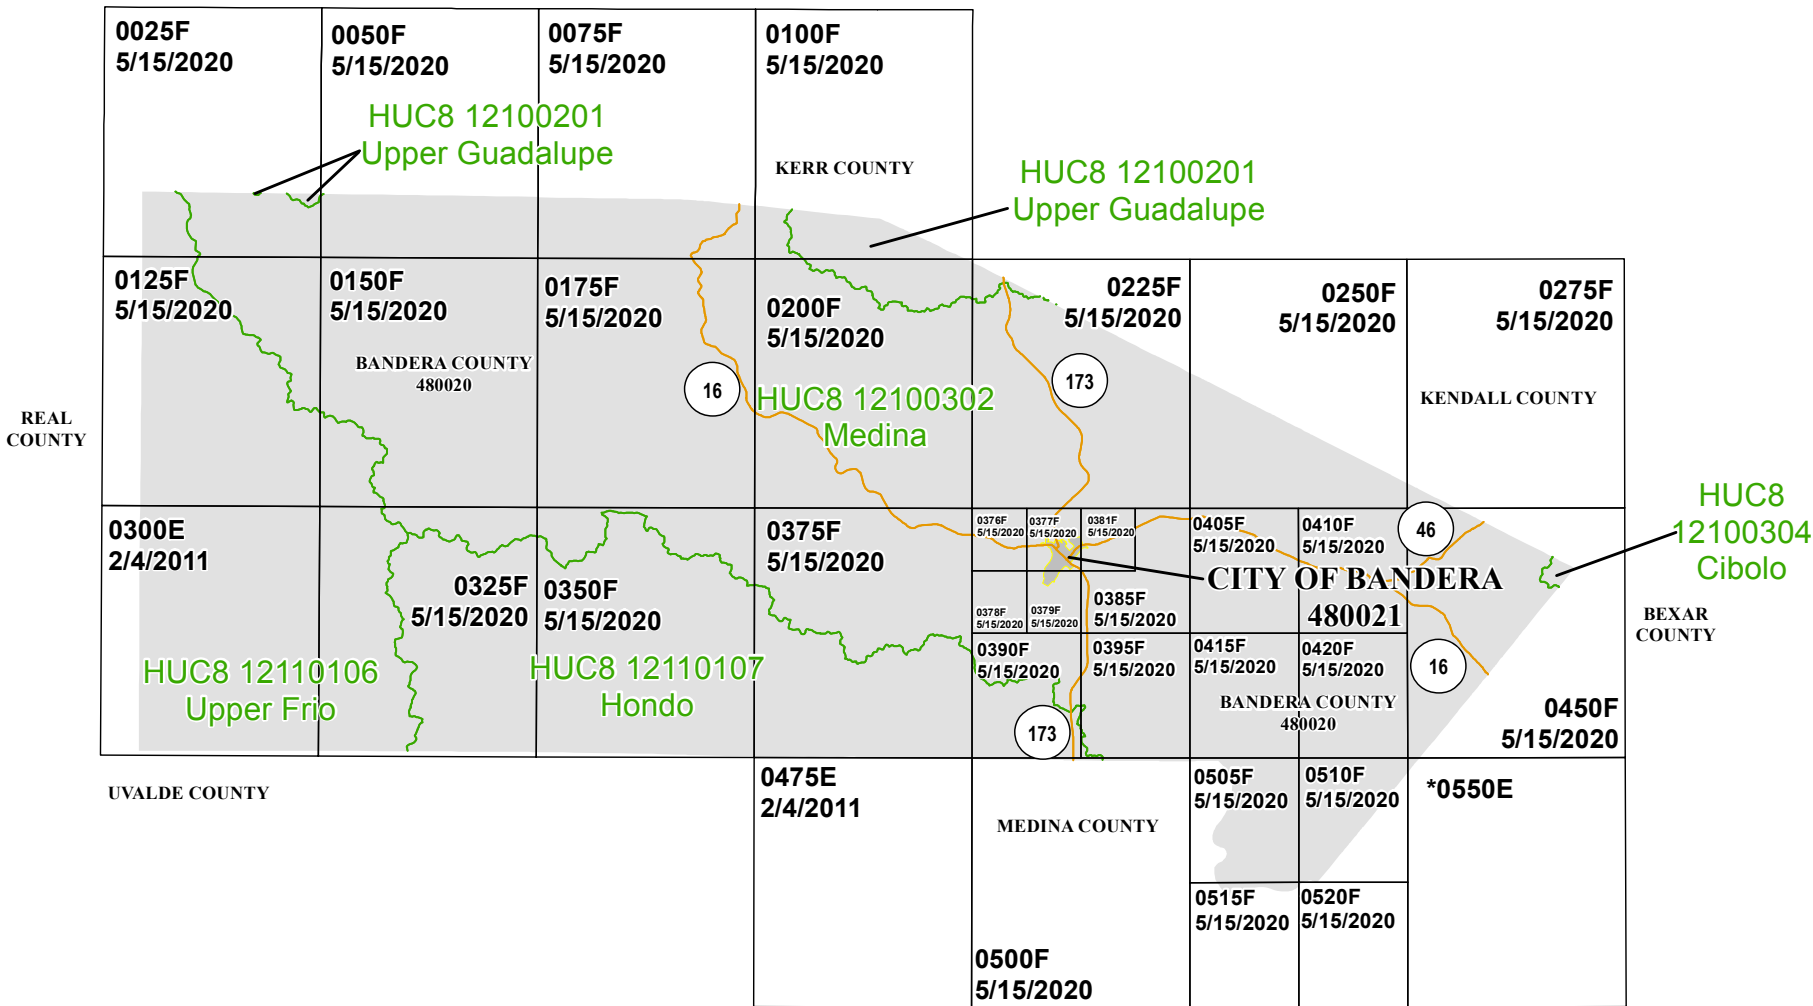 0025F
5/15/2020
0050F
5/15/2020
0075F
5/15/2020
0100F
5/15/2020
HUC8 12100201
Upper Guadalupe
KERR COUNTY
HUC8 12100201
Upper Guadalupe
0125F
5/15/2020
0150F
5/15/2020
0175F
5/15/2020
0200F
5/15/2020
0225F
5/15/2020
0250F
5/15/2020
0275F
5/15/2020
BANDERA COUNTY
480020
16
173
HUC8 12100302
Medina
KENDALL COUNTY
REAL
COUNTY
HUC8
12100304
Cibolo
0300E
2/4/2011
0325F
5/15/2020
0350F
5/15/2020
0375F
5/15/2020
0376F
5/15/2020
0377F
5/15/2020
0381F
5/15/2020
0405F
5/15/2020
0410F
5/15/2020
46
CITY OF BANDERA
480021
0378F
5/15/2020
0379F
5/15/2020
0385F
5/15/2020
BEXAR
COUNTY
0390F
5/15/2020
0395F
5/15/2020
0415F
5/15/2020
0420F
5/15/2020
16
HUC8 12110106
Upper Frio
HUC8 12110107
Hondo
BANDERA COUNTY
480020
173
0450F
5/15/2020
UVALDE COUNTY
0475E
2/4/2011
MEDINA COUNTY
0505F
5/15/2020
0510F
5/15/2020
*0550E
0515F
5/15/2020
0520F
5/15/2020
0500F
5/15/2020